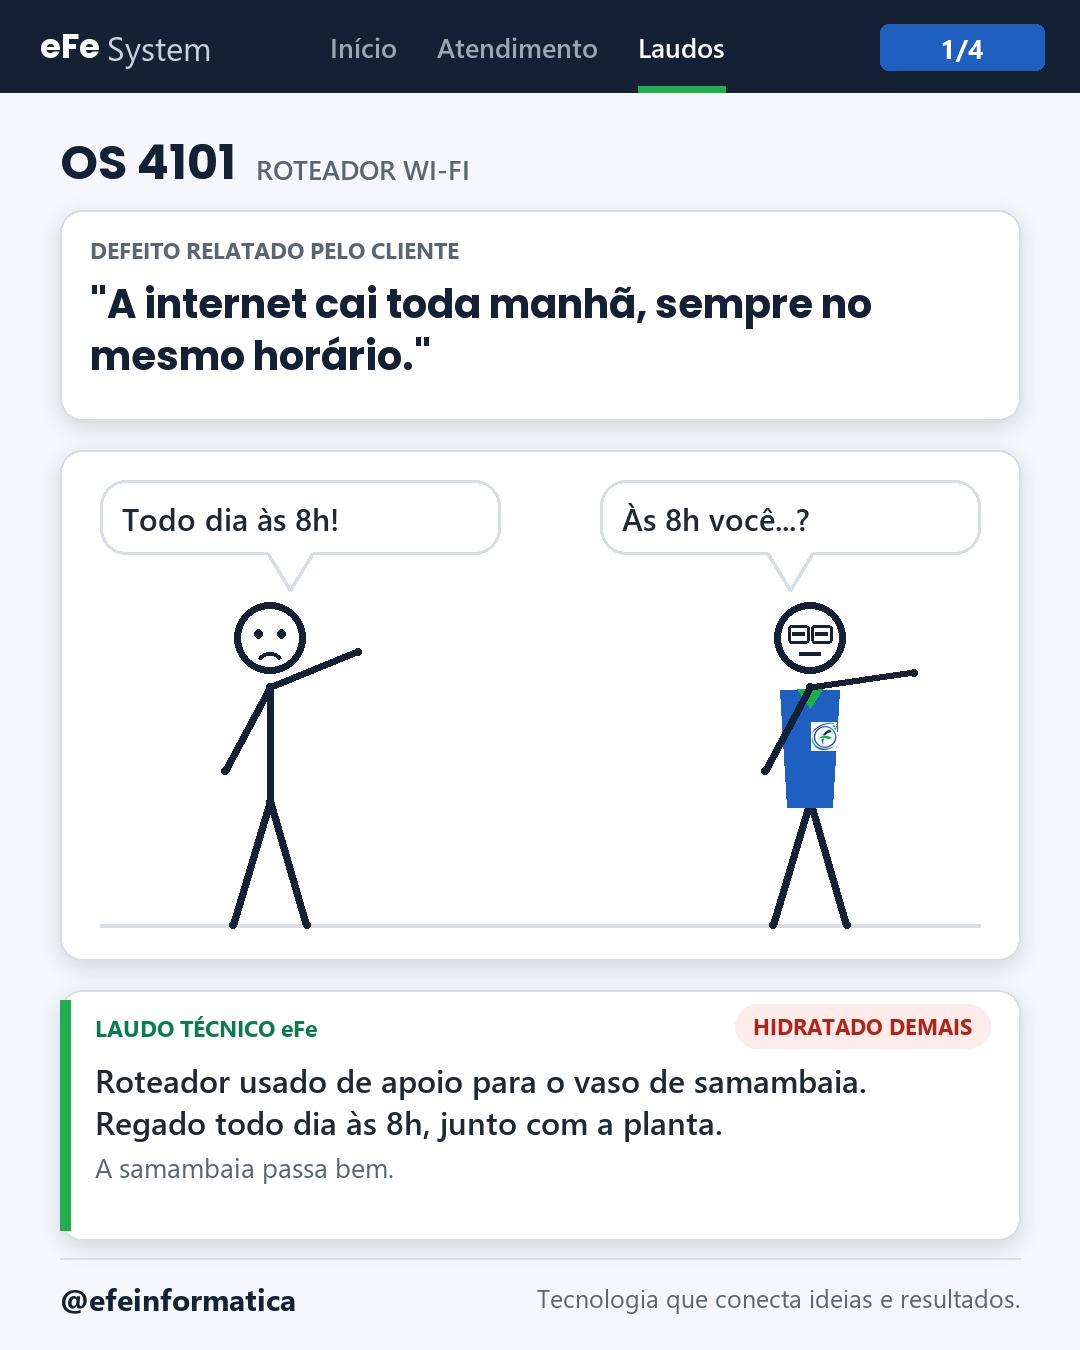 eFe System
Início
Atendimento
Laudos
1/4
OS 4101 ROTEADOR WI-FI
DEFEITO RELATADO PELO CLIENTE
"A internet cai toda manhã, sempre no
mesmo horário."
Todo dia às 8h!
Às 8h você...?
LAUDO TÉCNICO eFe
HIDRATADO DEMAIS
Roteador usado de apoio para o vaso de samambaia.
Regado todo dia às 8h, junto com a planta.
A samambaia passa bem.
@efeinformatica
Tecnologia que conecta ideias e resultados.